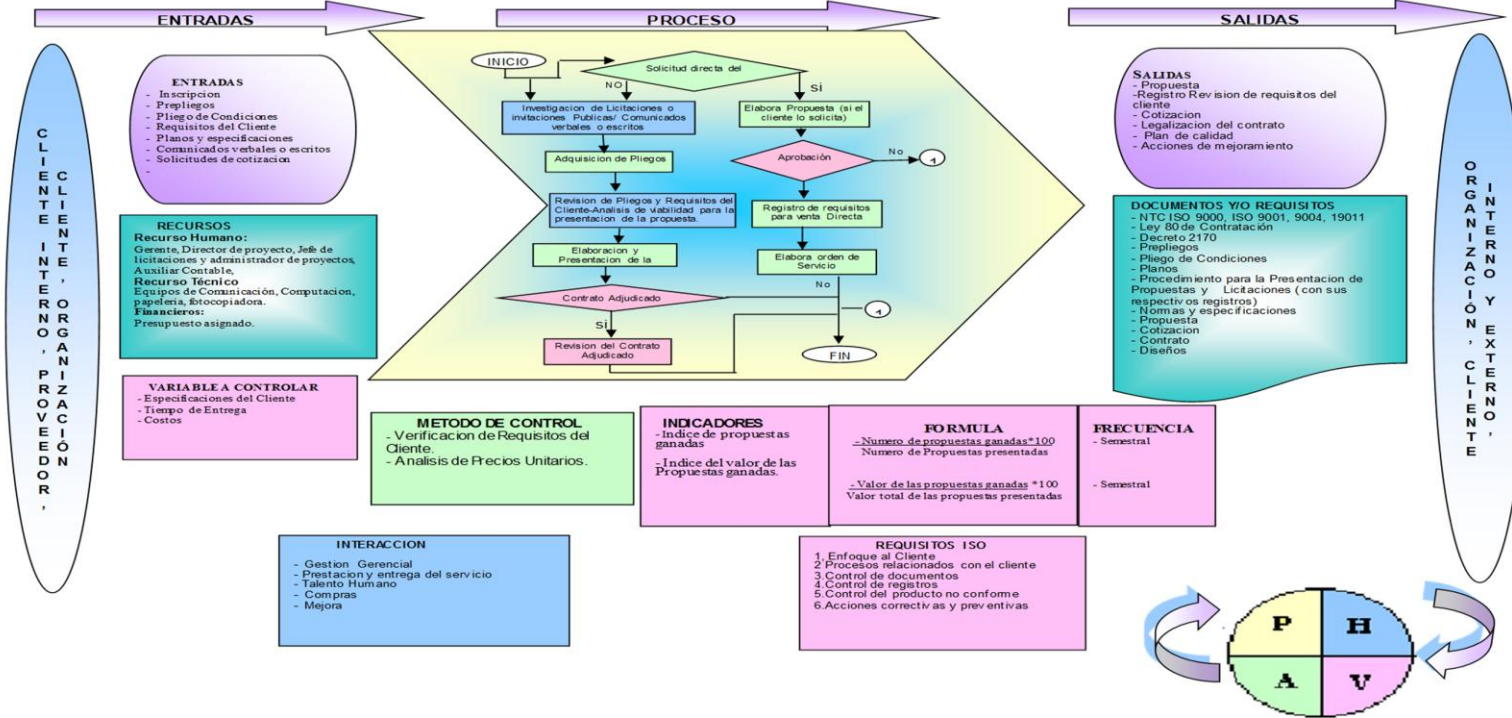 ENTRADAS
PROCESO
SALIDAS
CLIENTE INTERNO, PROVEEDOR,
CLIENTE, ORGANIZACIÓN
ENTRADAS
- Inscripcion
- Prepliegos
- Pliego de Condiciones
- Requisitos del Cliente
- Planos y especificaciones
- Comunicados verbales o escritos
- Solicitudes de cotizacion
-
RECURSOS
Recurso Humano:
Gerente, Director de proyecto, Jefe de
licitaciones y administrador de proyectos,
Auxiliar Contable,
Recurso Técnico
Equipos de Comunicación, Computacion,
papeleria, fotocopiadora.
Financieros:
Presupuesto asignado.
VARIABLE A CONTROLAR
- Especificaciones del Cliente
- Tiempo de Entrega
- Costos
INICIO
Solicitud directa del
NO
SI
Investigacion de Licitaciones o
invitaciones Publicas/ Comunicados
verbales o escritos
Adquisicion de Pliegos
Revision de Pliegos y Requisitos del
Cliente-Analisis de viabilidad para la
presentacion de la propuesta.
Elaboracion y
Presentacion de la
Contrato Adjudicado
Si
Revision del Contrato
Adjudicado
Elabora Propuesta (si el
cliente lo solicita)
Aprobación
No
1
Registro de requisitos
para venta Directa
Elabora orden de
Servicio
No
1
FIN
SALIDAS
- Propuesta
-Registro Revision de requisitos del
cliente
- Cotizacion
- Legalizacion del contrato
- Plan de calidad
- Acciones de mejoramiento
DOCUMENTOS Y/O REQUISITOS
- NTC ISO 9000, ISO 9001, 9004, 19011
- Ley 80 de Contratación
- Decreto 2170
- Prepliegos
- Pliego de Condiciones
- Planos
- Procedimiento para la Presentacion de
Propuestas y Licitaciones (con sus
respectivos registros)
- Normas y especificaciones
- Propuesta
- Cotizacion
- Contrato
- Diseños
INTERNO Y EXTERNO,
ORGANIZACIÓN, CLIENTE
METODO DE CONTROL
- Verificacion de Requisitos del
Cliente.
- Analisis de Precios Unitarios.
INDICADORES
- Indice de propuestas
ganadas
- Indice del valor de las
Propuestas ganadas.
FORMULA
- Numero de propuestas ganadas*100
Numero de Propuestas presentadas
- Valor de las propuestas ganadas *100
Valor total de las propuestas presentadas
FRECUENCIA
- Semestral
- Semestral
INTERACCION
- Gestion Gerencial
- Prestacion y entrega del servicio
- Talento Humano
- Compras
- Mejora
REQUISITOS ISO
1, Enfoque al Cliente
2 Procesos relacionados con el cliente
3.Control de documentos
4.Control de registros
5.Control del producto no conforme
6.Acciones correctivas y preventivas
P H
A V